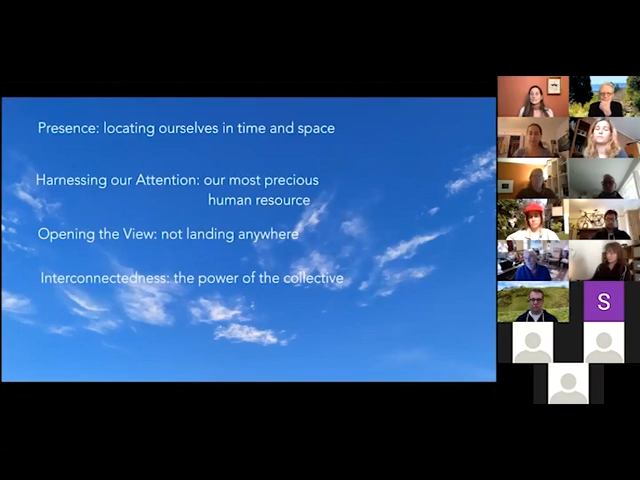 Presence: locating ourselves in time and space
Harnessing our Attention: our most precious
human resource
Opening the View: not landing anywhere
Interconnectedness: the power of the collective
S